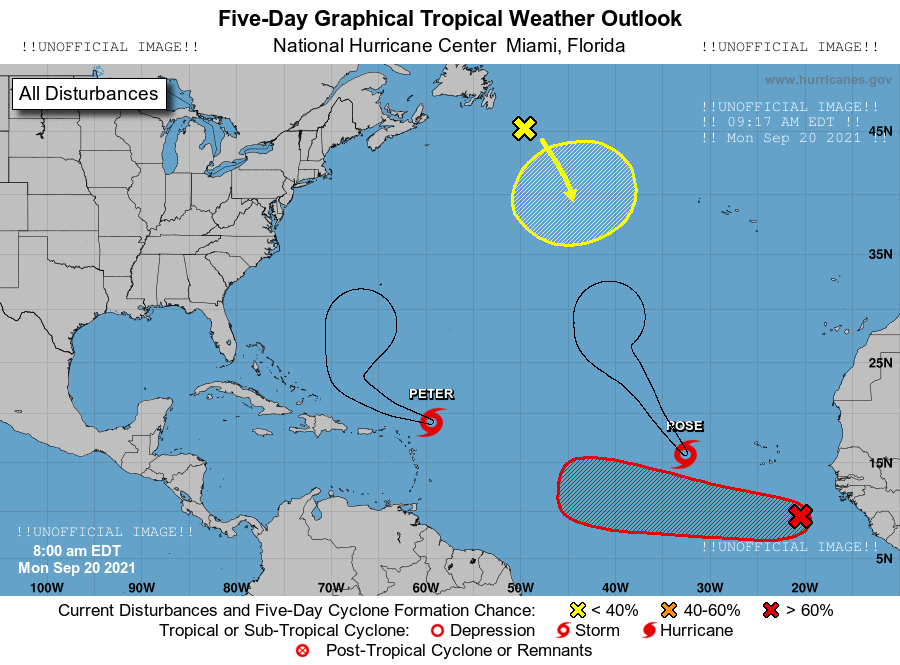 Five-Day Graphical Tropical Weather Outlook
!!UNOFFICIAL IMAGE!! National Hurricane Center Miami, Florida !!UNOFFICIAL IMAGE!!
www.hurricanes.gov
All Disturbances
!!UNOFFICIAL IMAGE!!
!! 09:17 AM EDT !!
!! Mon Sep 20 2021 !!
45N
35N
25N
PETER
ROSE
15N
!!UNOFFICIAL IMAGE!!
8:00 am EDT
Mon Sep 20 2021
!!UNOFFICIAL IMAGE!!
5N
100W 90W 80W 70W 60W 50W 40W 30W 20W
Current Disturbances and Five-Day Cyclone Formation Chance: < 40% 40-60% > 60%
Tropical or Sub-Tropical Cyclone: Depression Storm Hurricane
Post-Tropical Cyclone or Remnants